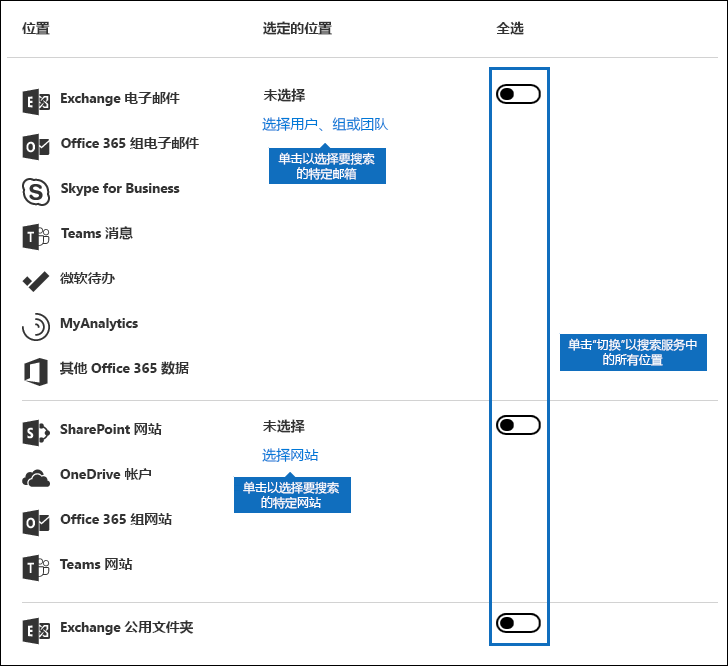 位置 选定的位置 全选
Exchange 电子邮件 未选择
选择用户、组或团队
Office 365 组电子邮件
单击以选择要搜索
的特定邮箱
Skype for Business
Teams 消息
微软待办
MyAnalytics
单击“切换”以搜索服务中
的所有位置
其他 Office 365 数据
SharePoint 网站 未选择
选择网站
OneDrive 帐户
单击以选择要搜索
的特定网站
Office 365 组网站
Teams 网站
Exchange 公用文件夹